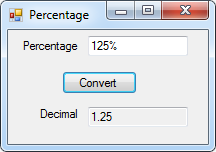 Percentage
Percentage 125%
Convert
Decimal 1.25